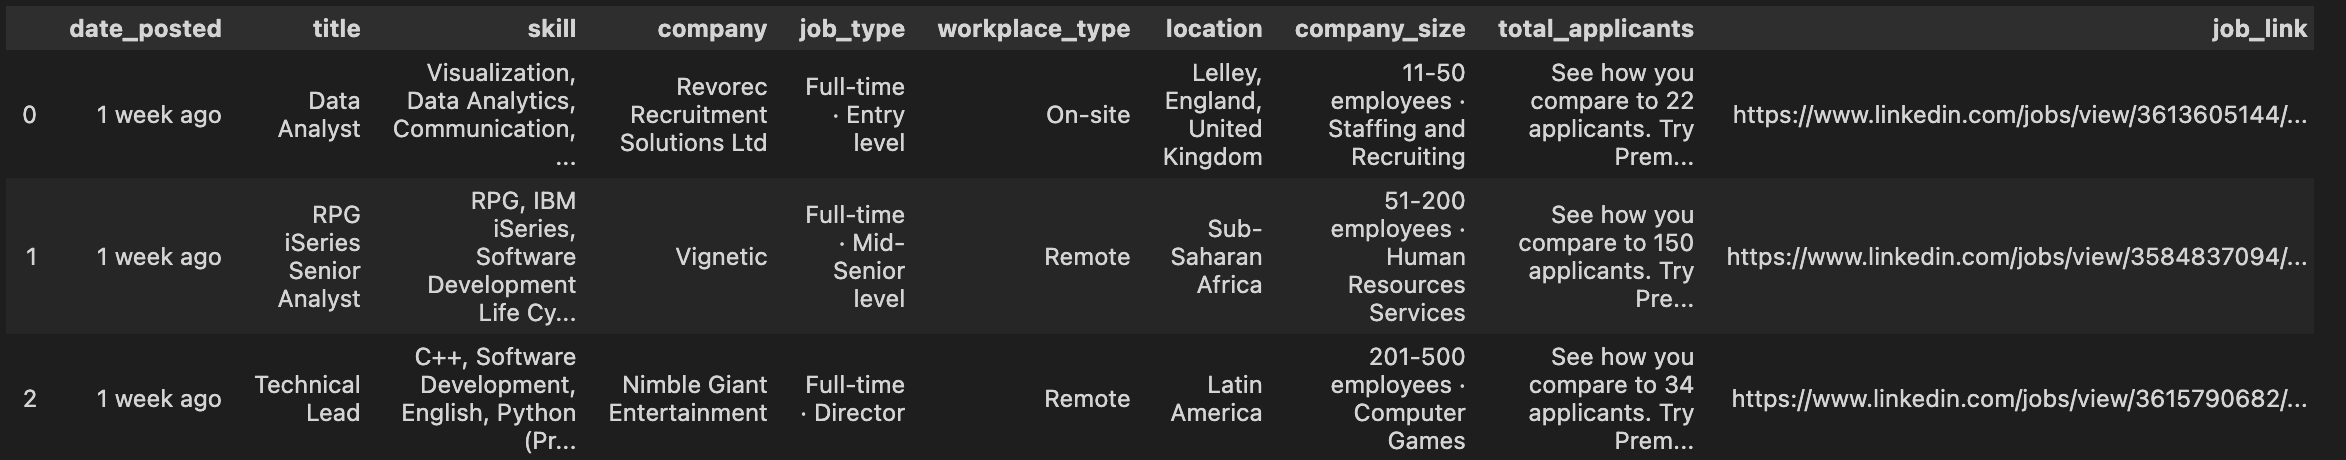 date_posted title skill company job_type workplace_type location company_size total_applicants job_link
0 1 week ago Data Analyst Visualization, Data Analytics, Communication, ... Revorec Recruitment Solutions Ltd Full-time · Entry level On-site Lelley, England, United Kingdom 11-50 employees · Staffing and Recruiting See how you compare to 22 applicants. Try Prem... https://www.linkedin.com/jobs/view/3613605144/...
1 1 week ago RPG iSeries Senior Analyst RPG, IBM iSeries, Software Development Life Cy... Vignetic Full-time · Mid-Senior level Remote Sub-Saharan Africa 51-200 employees · Human Resources Services See how you compare to 150 applicants. Try Pre... https://www.linkedin.com/jobs/view/3584837094/...
2 1 week ago Technical Lead C++, Software Development, English, Python (Pr... Nimble Giant Entertainment Full-time · Director Remote Latin America 201-500 employees · Computer Games See how you compare to 34 applicants. Try Prem... https://www.linkedin.com/jobs/view/3615790682/...